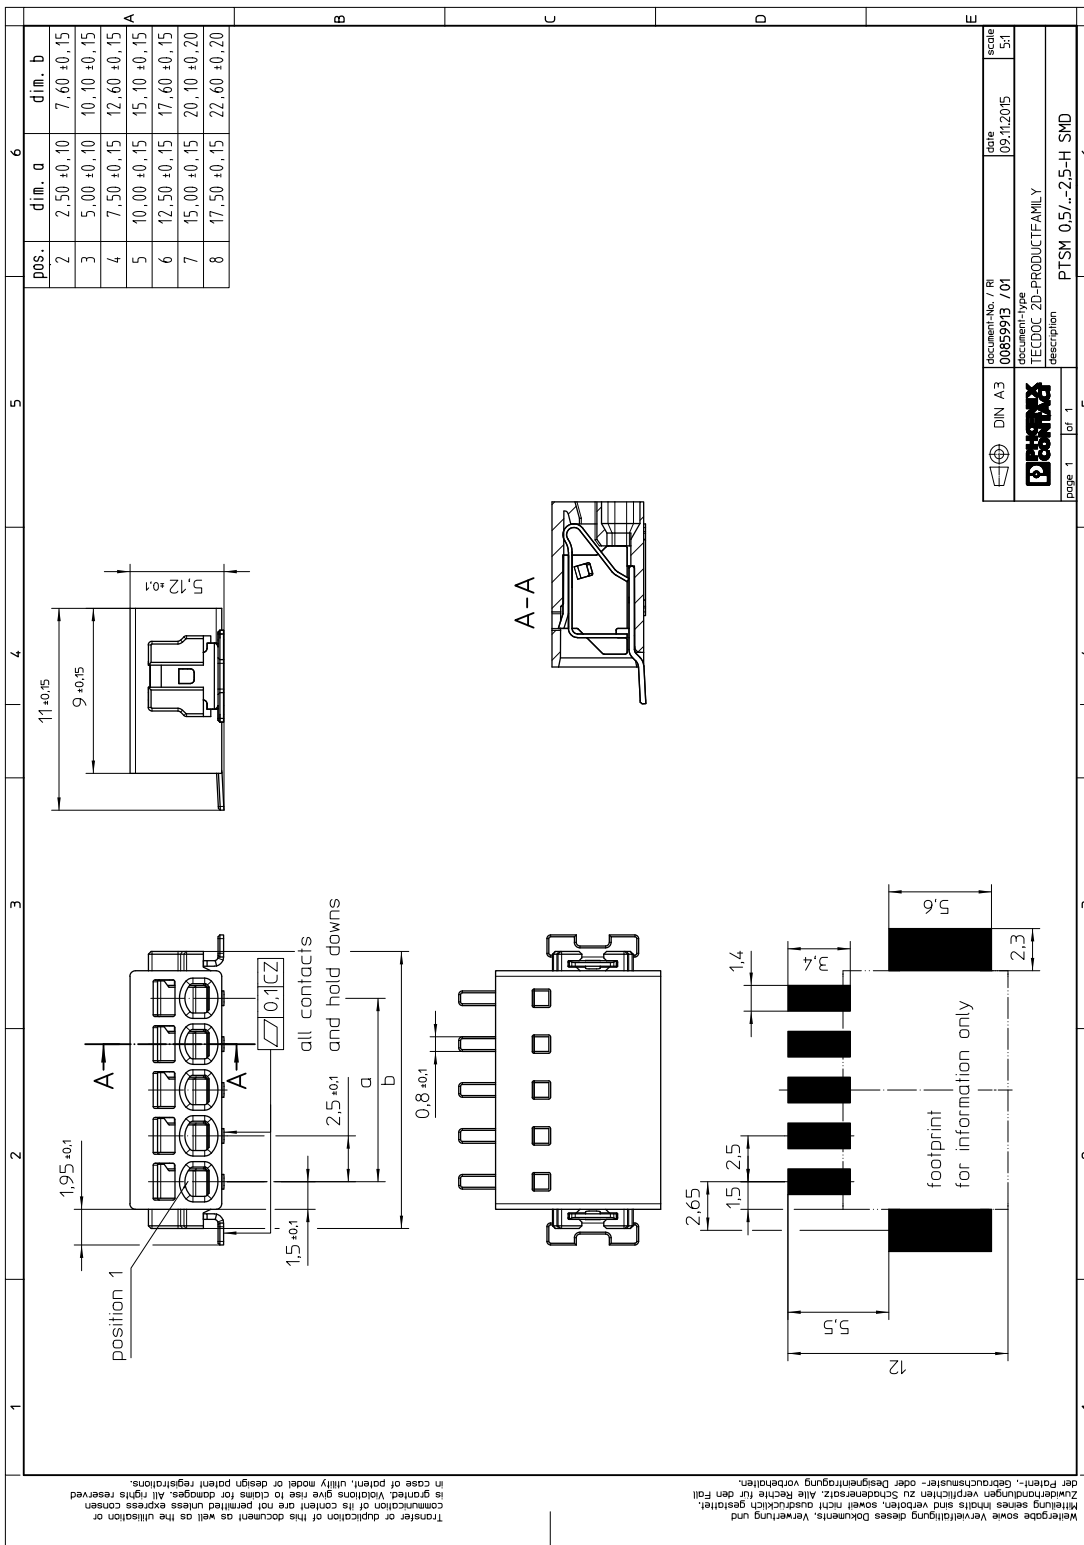 1
2
3
4
5
6
A
B
C
D
E
pos. dim. a dim. b
2 2,50 ±0,10 7,60 ±0,15
3 5,00 ±0,10 10,10 ±0,15
4 7,50 ±0,15 12,60 ±0,15
5 10,00 ±0,15 15,10 ±0,15
6 12,50 ±0,15 17,60 ±0,15
7 15,00 ±0,15 20,10 ±0,20
8 17,50 ±0,15 22,60 ±0,20
11 ±0,15
9 ±0,15
5,12 ±0,1
1,95 ±0,1
position 1
A
A
0,1 CZ
all contacts
and hold downs
2,5 ±0,1
1,5 ±0,1
a
b
0,8 ±0,1
A-A
1,4
3,4
2,5
1,5
2,65
5,6
2,3
5,5
12
footprint
for information only
DIN A3
document-No. / RI
00859913 / 01
date
09.11.2015
scale
5:1
document-type
TECDOC 2D-PRODUCTFAMILY
description
PTSM 0,5/..-2,5-H SMD
PHOENIX
CONTACT
page 1 of 1
Transfer or duplication of this document as well as the utilisation or
communication of its content are not permitted unless express consen
is granted. Violations give rise to claims for damages. All rights reserved
in case of patent, utility model or design patent registrations.
Weitergabe sowie Vervielfältigung dieses Dokuments, Verwertung und
Mitteilung seines Inhalts sind verboten, soweit nicht ausdrücklich gestattet.
Zuwiderhandlungen verpflichten zu Schadenersatz. Alle Rechte für den Fall
der Patent-, Gebrauchsmuster- oder Designeintragung vorbehalten.